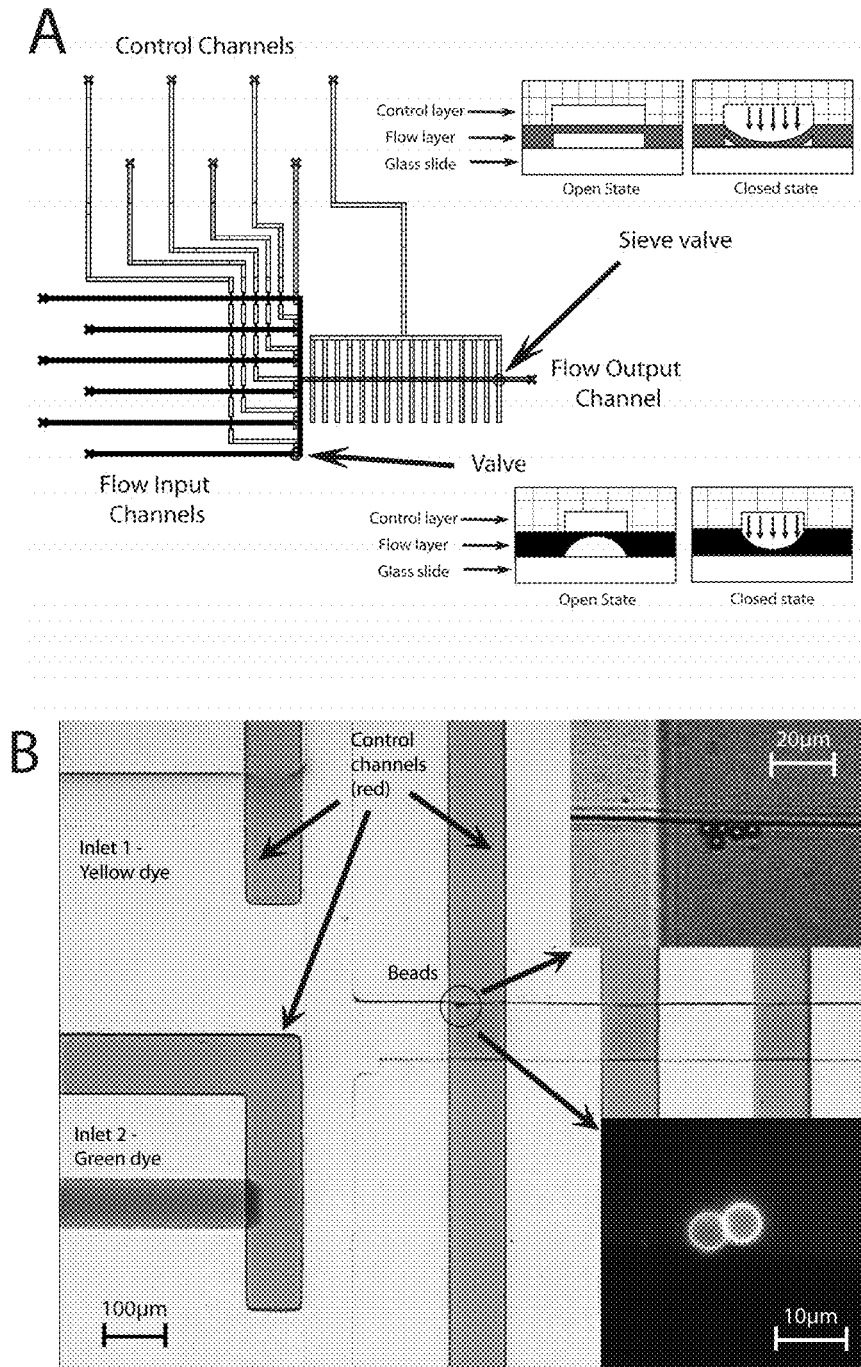 A
Control Channels
Control layer
Flow layer
Glass slide
Open State
Closed state
Sieve valve
Flow Output
Channel
Valve
Flow Input
Channels
Control layer
Flow layer
Glass slide
Open State
Closed state
B
Control
channels
(red)
20µm
Inlet 1 -
Yellow dye
Beads
Inlet 2 -
Green dye
100µm
10µm